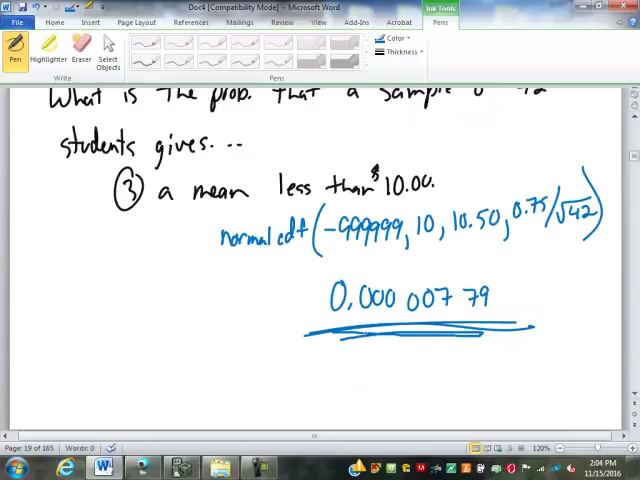 Doc4 [Compatibility Mode] - Microsoft Word
Ink Tools
File Home Insert Page Layout References Mailings Review View Add-Ins Acrobat Pens
Pen Highlighter Eraser Select Objects
Color
Thickness
Write Pens
What is the prob. that a sample of 42
students gives...
3 a mean less than $10.00.
normalcdf(-999999, 10, 10.50, 0.75/√42)
0.000 007 79
Page: 19 of 165 Words: 0 120%
2:04 PM
11/15/2016